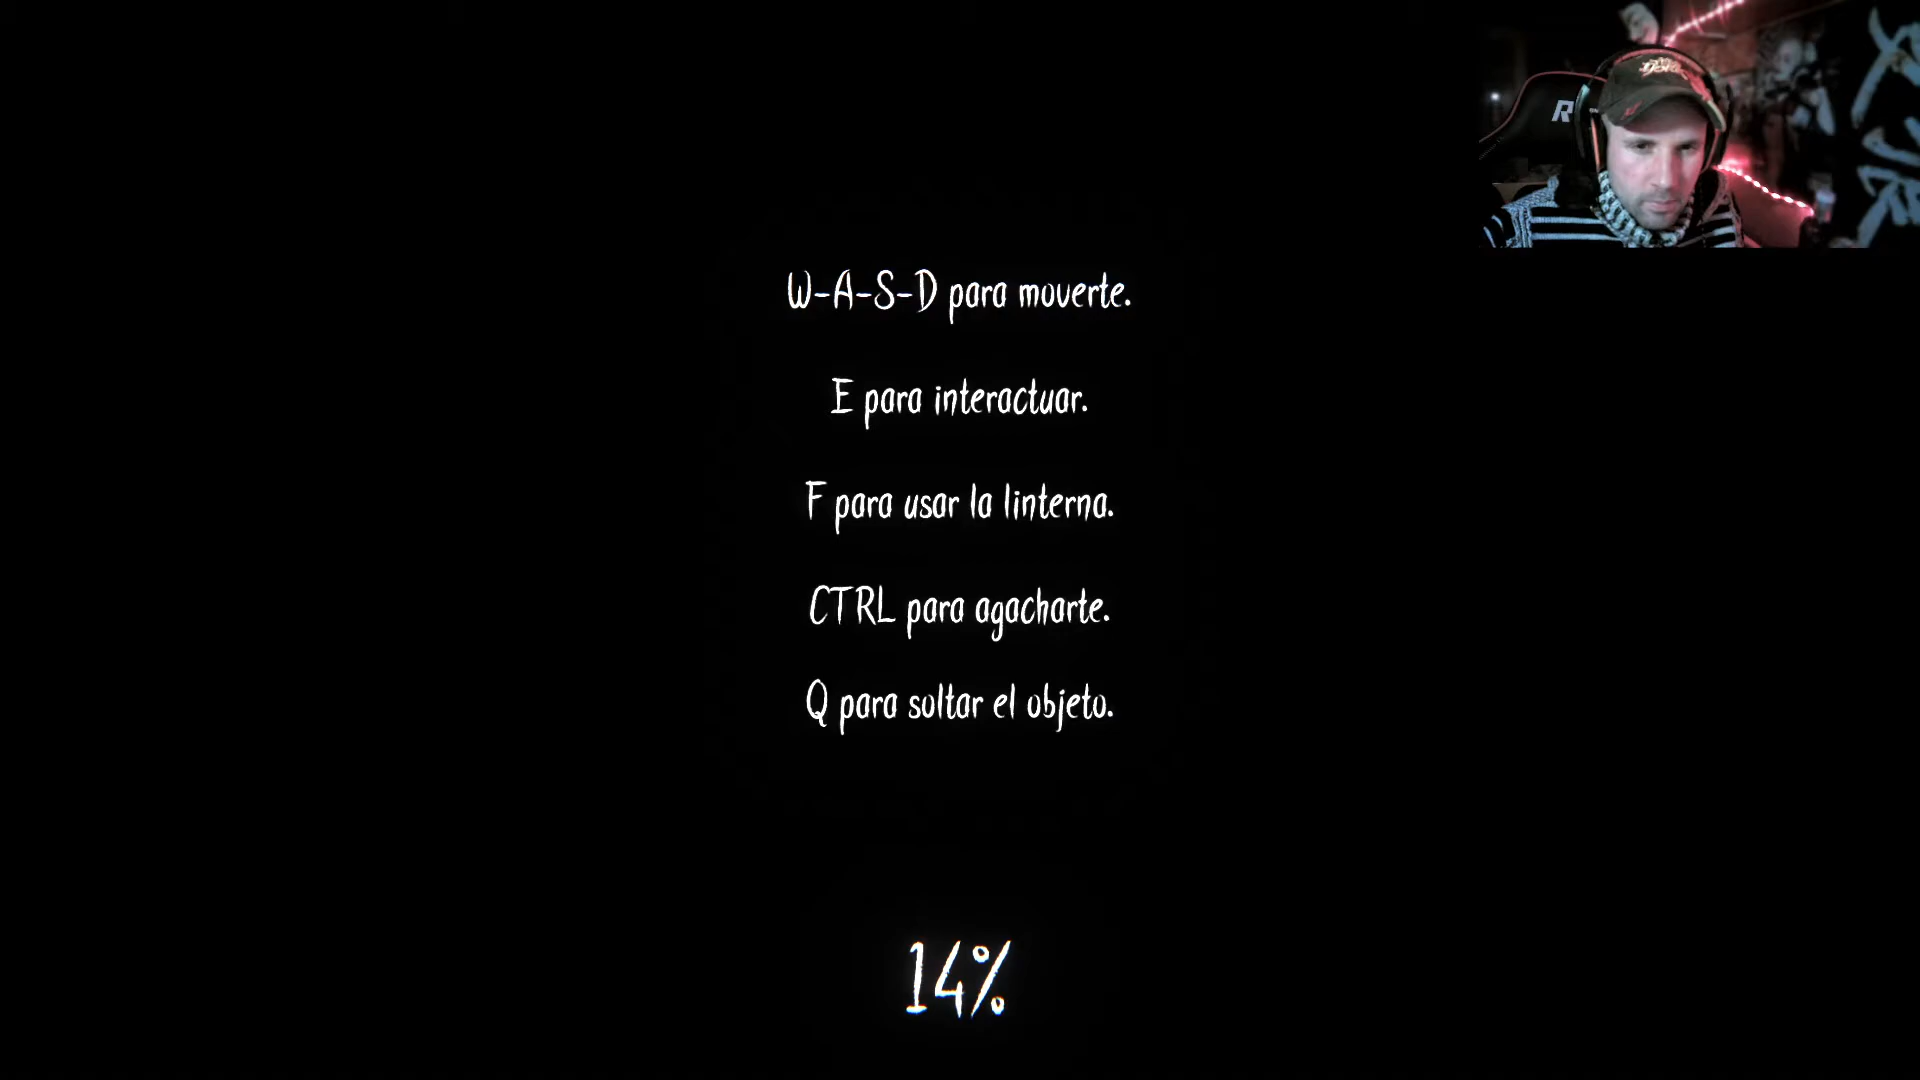 R
W-A-S-D para moverte.
E para interactuar.
F para usar la linterna.
CTRL para agacharte.
Q para soltar el objeto.
14%